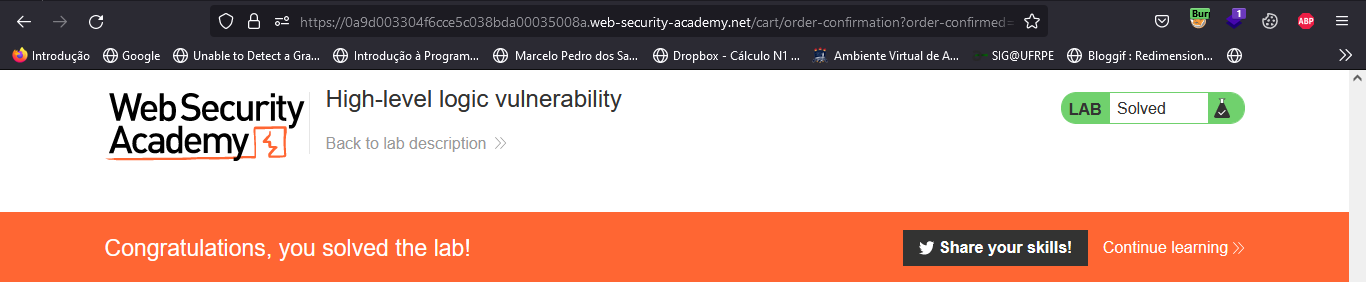 https://0a9d003304f6cce5c038bda00035008a.web-security-academy.net/cart/order-confirmation?order-confirmed=
Burr
1
ABP
Introdução Google Unable to Detect a Gra... Introdução à Program... Marcelo Pedro dos Sa... Dropbox - Cálculo N1 ... Ambiente Virtual de A... SIG@UFRPE Bloggif : Redimension...
Web Security
Academy
High-level logic vulnerability
Back to lab description
LAB Solved
Congratulations, you solved the lab!
Share your skills!
Continue learning